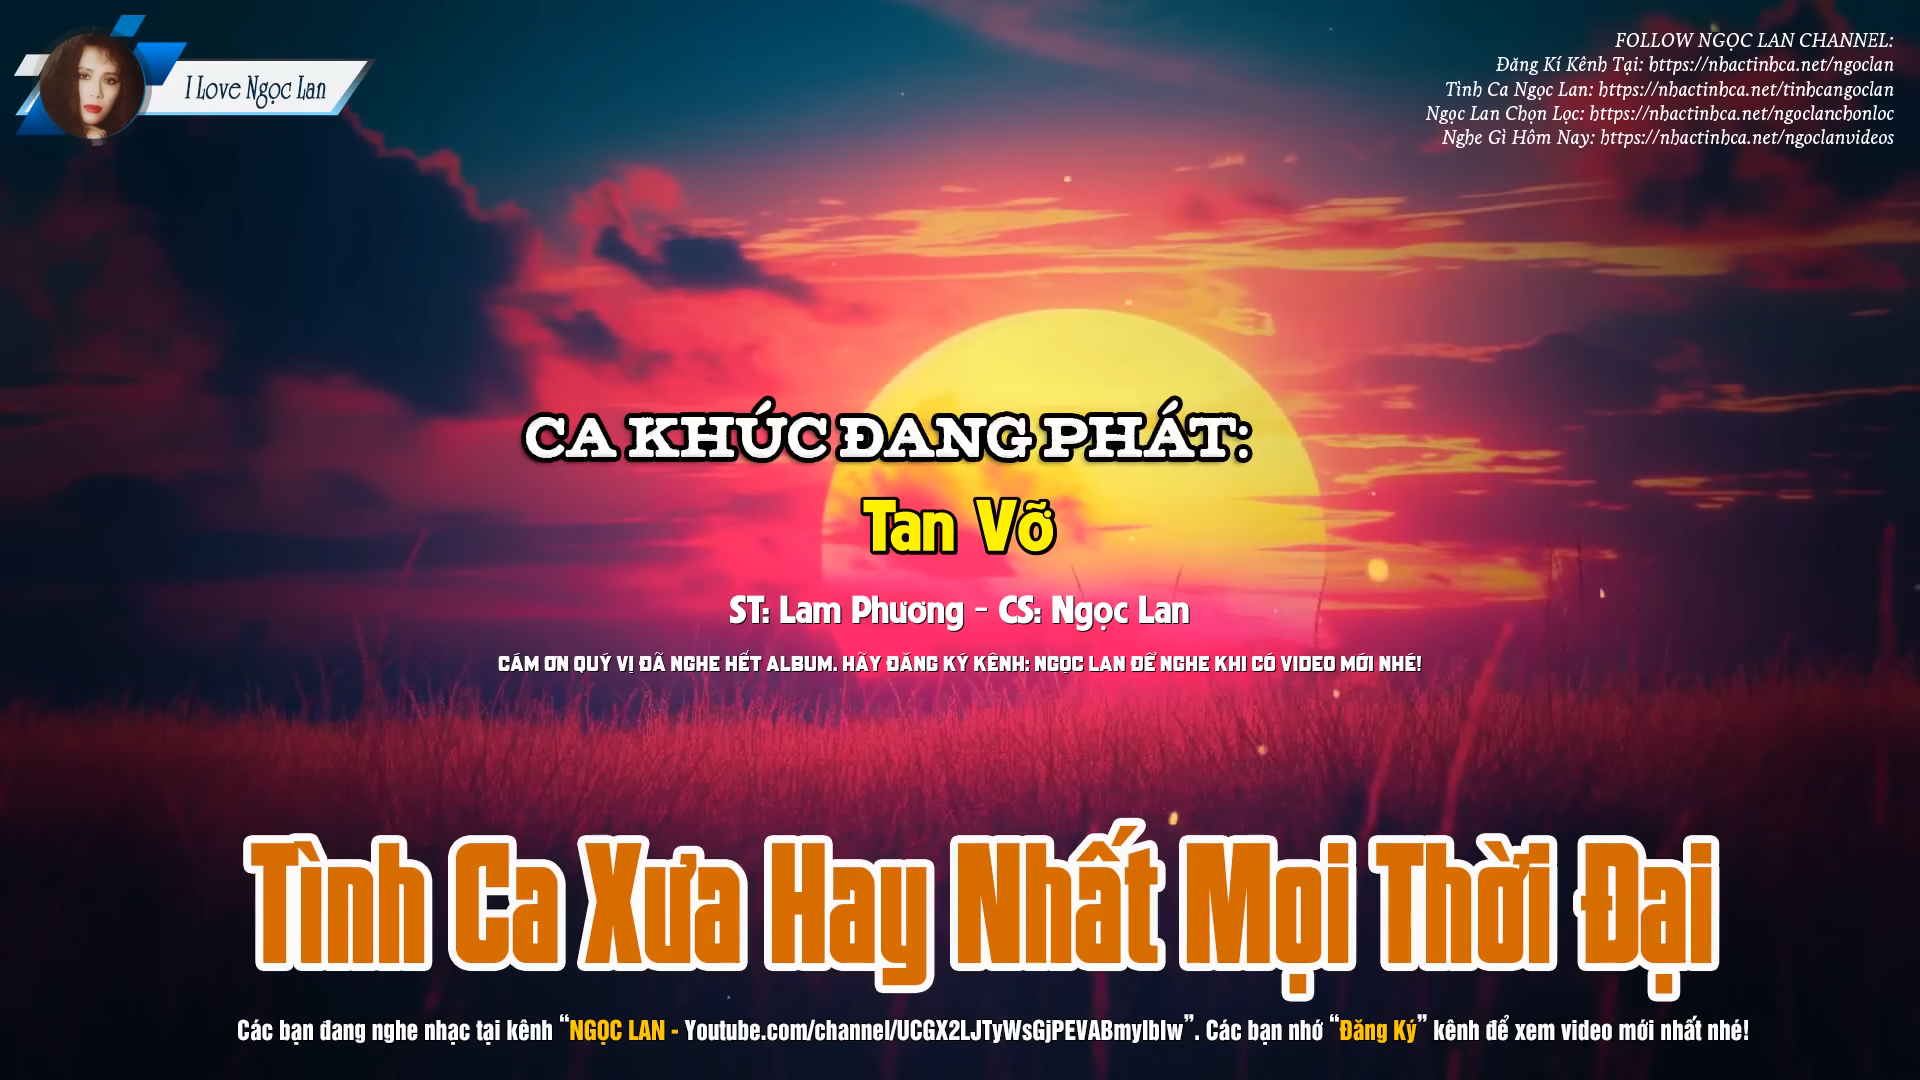 I Love Ngọc Lan
FOLLOW NGỌC LAN CHANNEL:
Đăng Kí Kênh Tại: https://nhactinhca.net/ngoclan
Tình Ca Ngọc Lan: https://nhactinhca.net/tinhcangoclan
Ngọc Lan Chọn Lọc: https://nhactinhca.net/ngoclanchonloc
Nghe Gì Hôm Nay: https://nhactinhca.net/ngoclanvideos
CA KHÚC ĐANG PHÁT:
Tan Vỡ
ST: Lam Phương - CS: Ngọc Lan
CÁM ƠN QUÝ VỊ ĐÃ NGHE HẾT ALBUM. HÃY ĐĂNG KÝ KÊNH: NGỌC LAN ĐỂ NGHE KHI CÓ VIDEO MỚI NHÉ!
Tình Ca Xưa Hay Nhất Mọi Thời Đại
Các bạn đang nghe nhạc tại kênh “NGỌC LAN - Youtube.com/channel/UCGX2LJTyWsGjPEVABmyIbIw”. Các bạn nhớ “Đăng Ký” kênh để xem video mới nhất nhé!